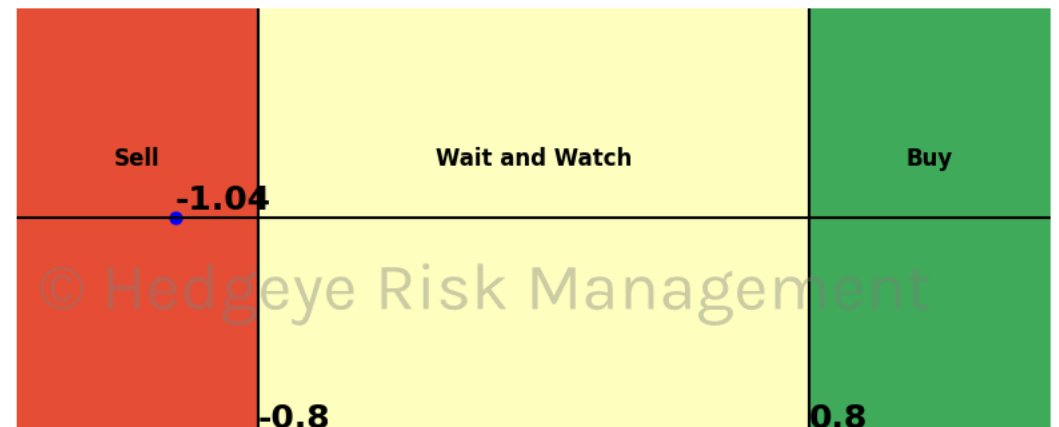 Sell
Wait and Watch
Buy
-1.04
© Hedgeye Risk Management
-0.8
0.8